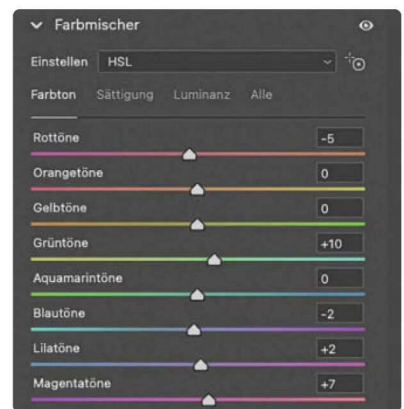 Farbmischer
Einstellen HSL
Farbton Sättigung Luminanz Alle
Rottöne -5
Orangetöne 0
Gelbtöne 0
Grüntöne +10
Aquamarintöne 0
Blautöne -2
Lilatöne +2
Magentatöne +7